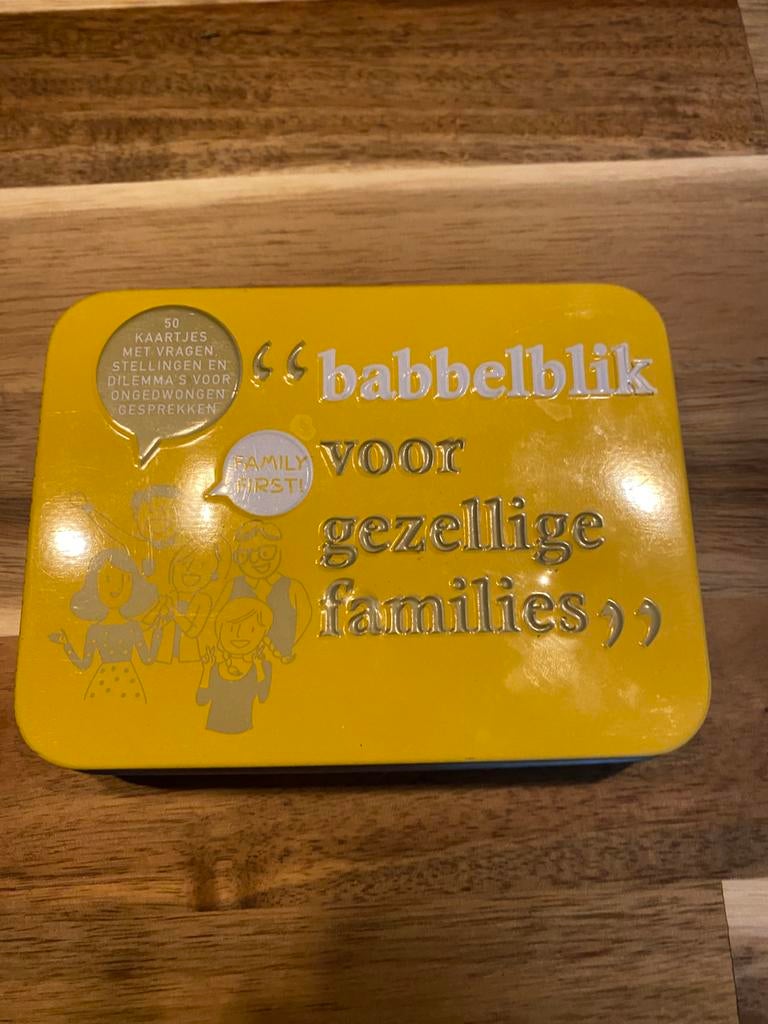 50
KAARTJES
MET VRAGEN,
STELLINGEN EN
DILEMMA'S VOOR
ONGEDWONGEN
GESPREKKEN
“babbelblik
voor
gezellige
families”
FAMILY
FIRST!